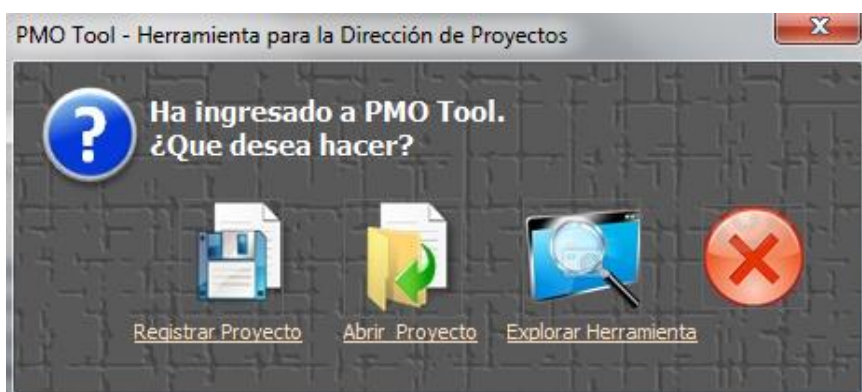 PMO Tool - Herramienta para la Dirección de Proyectos
Ha ingresado a PMO Tool.
¿Que desea hacer?
Registrar Proyecto
Abrir Proyecto
Explorar Herramienta